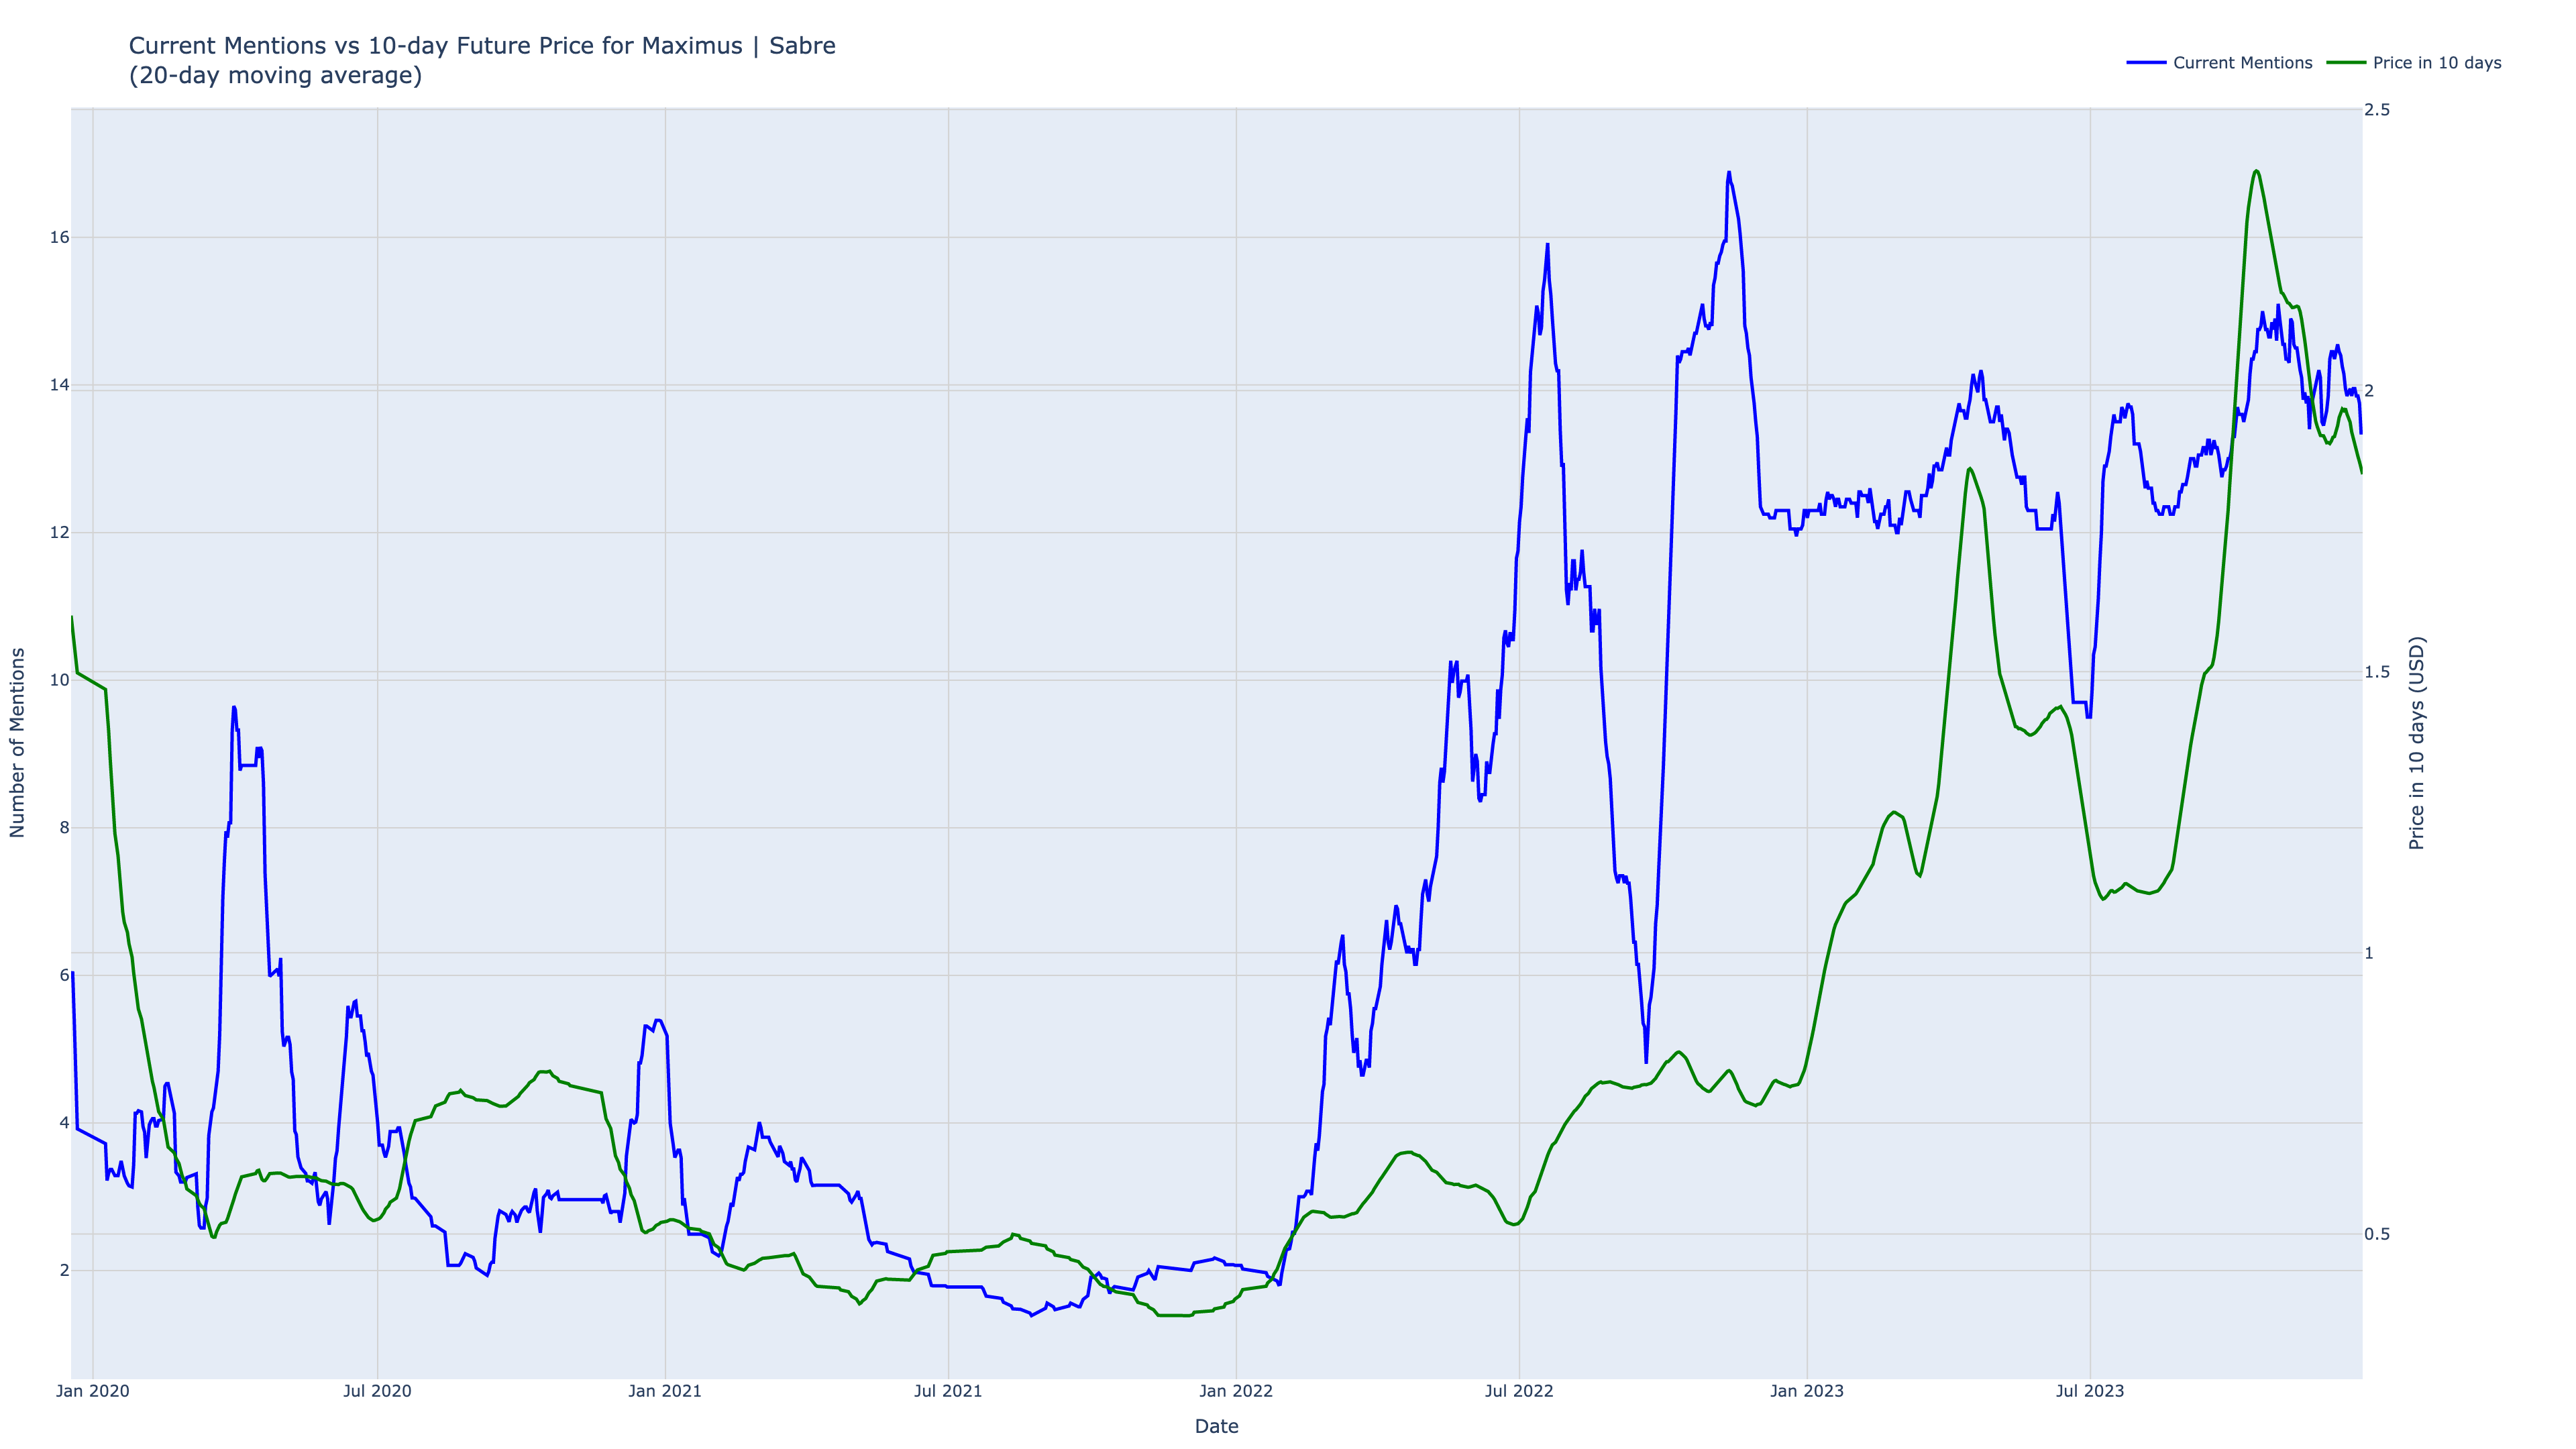 Current Mentions vs 10-day Future Price for Maximus | Sabre
(20-day moving average)
Current Mentions
Price in 10 days
2.5
16
14
2
12
10
1.5
8
6
1
4
2
0.5
Number of Mentions
Price in 10 days (USD)
Jan 2020
Jul 2020
Jan 2021
Jul 2021
Jan 2022
Jul 2022
Jan 2023
Jul 2023
Date